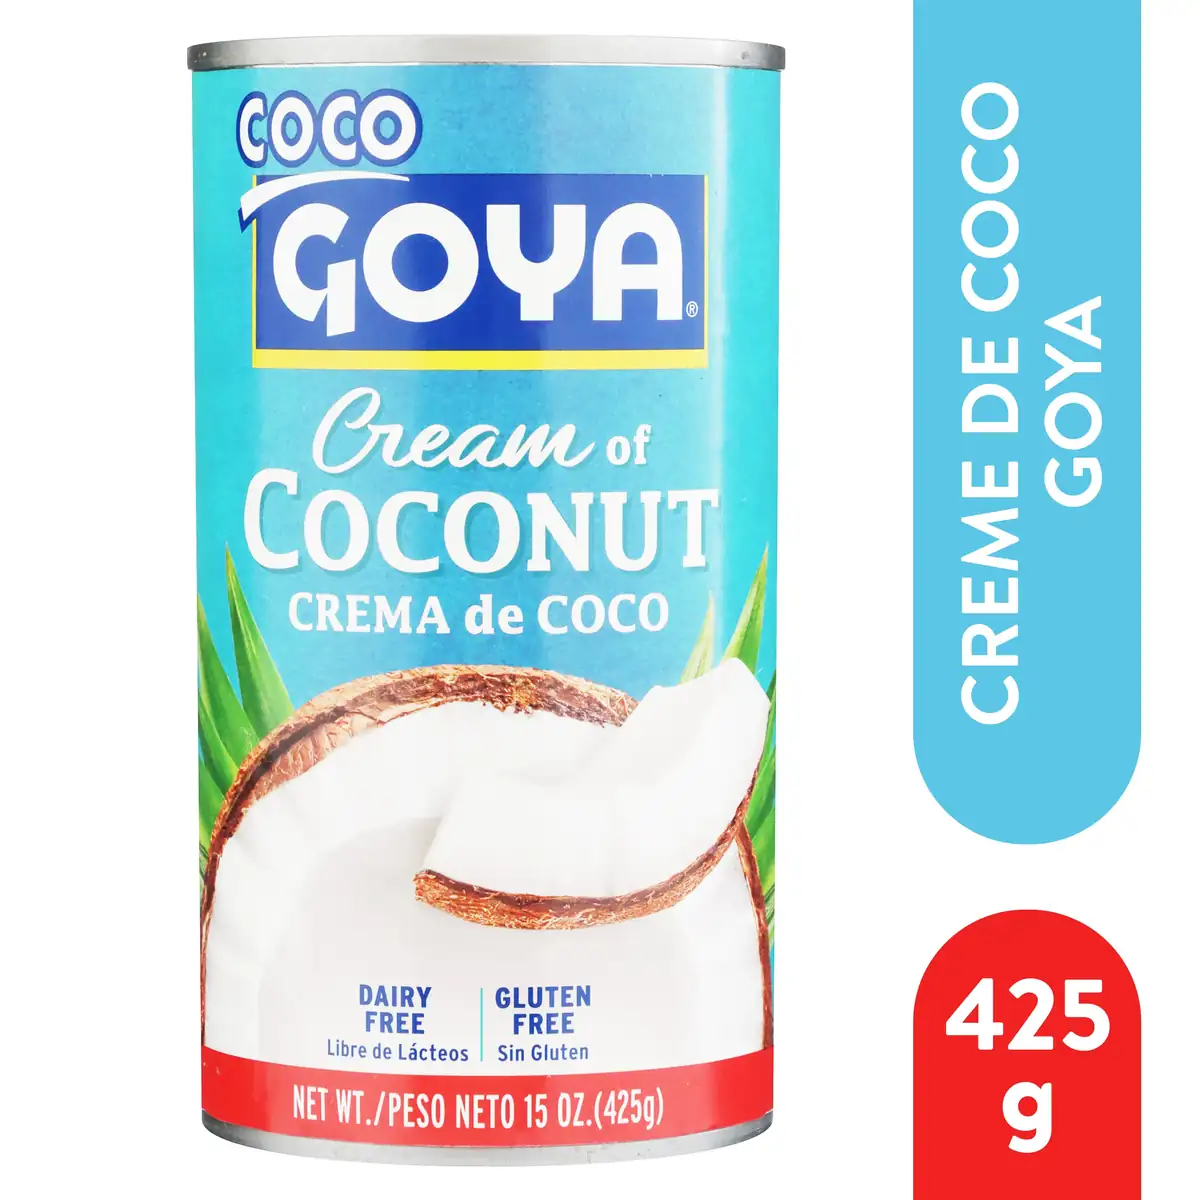 COCO
GOYA®
Cream of
COCONUT
CREMA de COCO
DAIRY
FREE
Libre de Lácteos
GLUTEN
FREE
Sin Gluten
NET WT./PESO NETO 15 OZ.(425g)
CREME DE COCO
GOYA
425
g